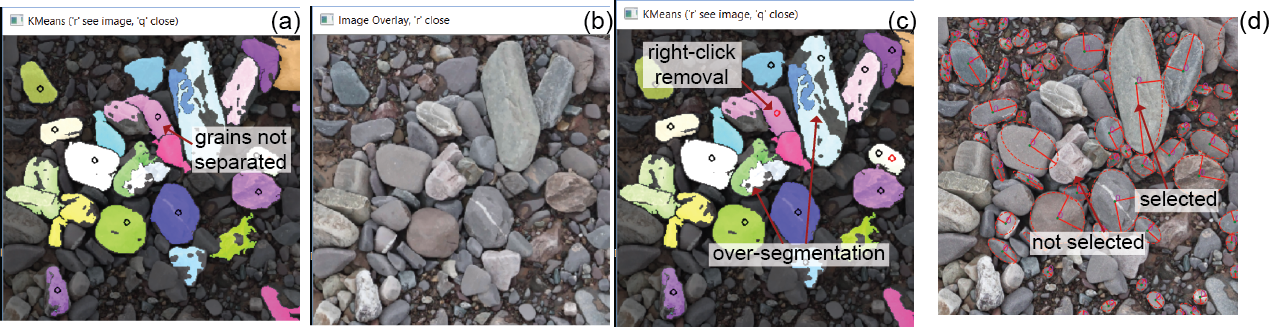 KMeans ('r' see image, 'q' close)
(a)
grains not
separated
Image Overlay, 'r' close
(b)
KMeans ('r' see image, 'q' close)
(c)
right-click
removal
over-segmentation
(d)
selected
not selected